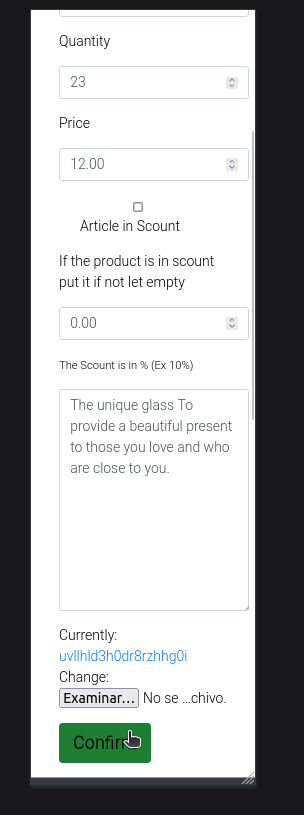 Quantity
23
Price
12.00
Article in Scount
If the product is in scount
put it if not let empty
0.00
The Scount is in % (Ex 10%)
The unique glass To
provide a beautiful present
to those you love and who
are close to you.
Currently:
uvllhld3h0dr8rzhhg0i
Change:
Examinar... No se ...chivo.